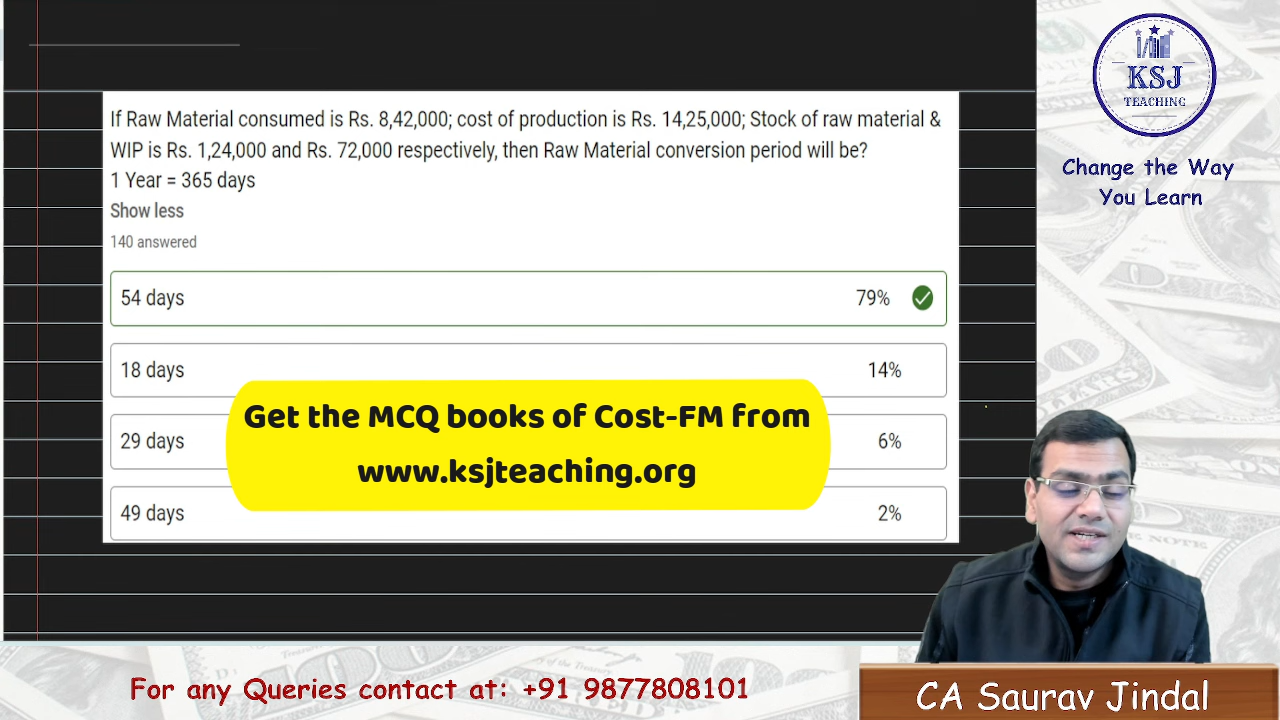 If Raw Material consumed is Rs. 8,42,000; cost of production is Rs. 14,25,000; Stock of raw material &
WIP is Rs. 1,24,000 and Rs. 72,000 respectively, then Raw Material conversion period will be?
1 Year = 365 days
Show less
140 answered
54 days 79%
18 days 14%
29 days 6%
49 days 2%
Get the MCQ books of Cost-FM from
www.ksjteaching.org
KSJ
TEACHING
Change the Way
You Learn
For any Queries contact at: +91 9877808101
CA Saurav Jindal